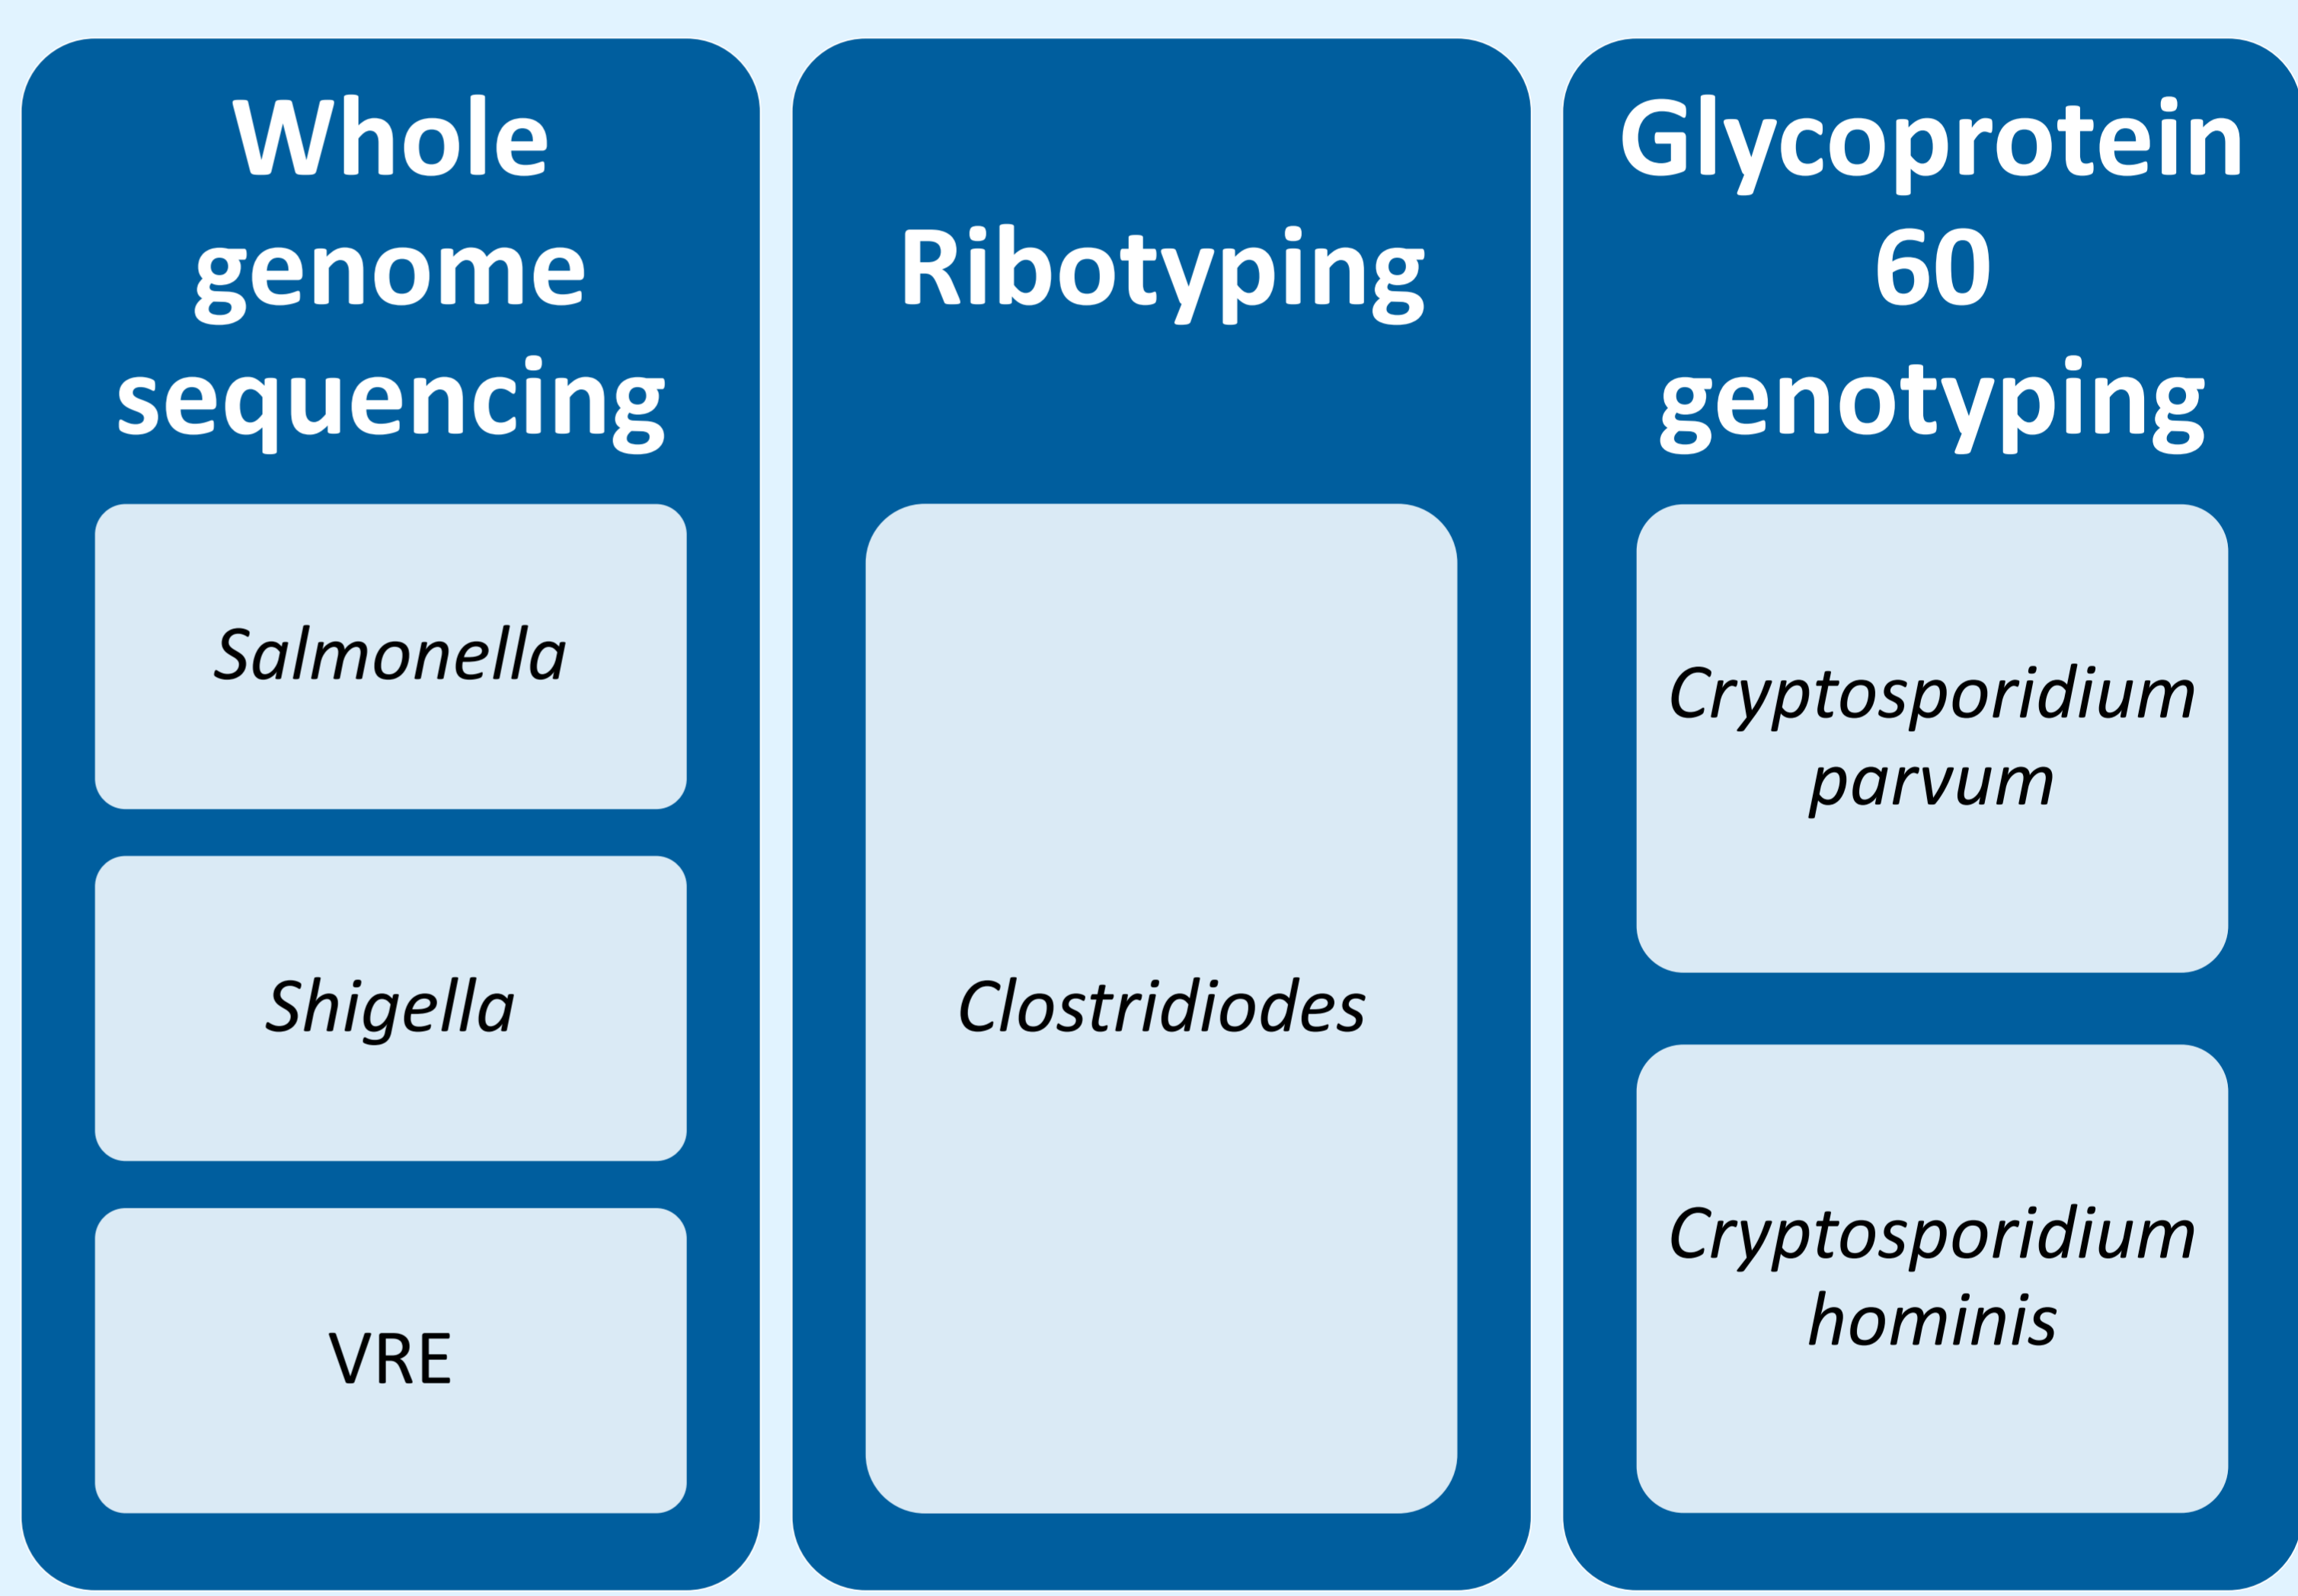 Whole
genome
sequencing
Salmonella
Shigella
VRE
Ribotyping
Clostridiodes
Glycoprotein
60
genotyping
Cryptosporidium
parvum
Cryptosporidium
hominis